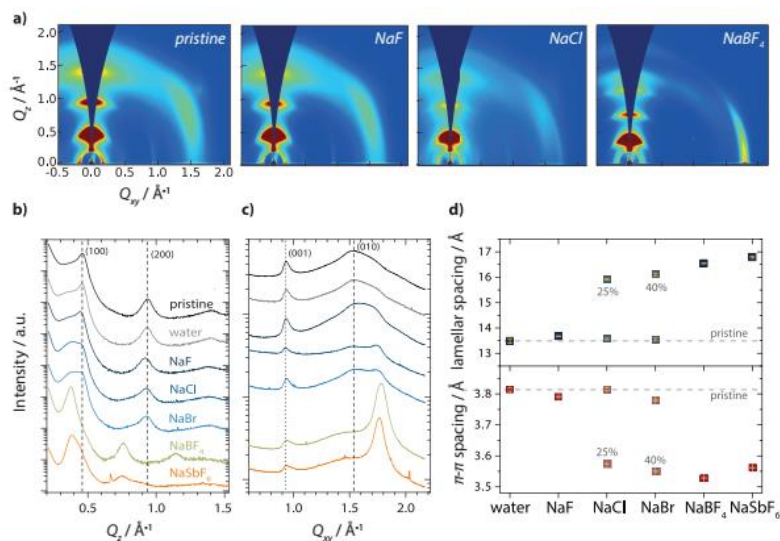 a)
pristine
NaF
NaCl
NaBF₄
Q_z / Å⁻¹
2.0
1.5
1.0
0.5
0.0
-0.5 0.0 0.5 1.0 1.5 2.0
Q_xy / Å⁻¹
b)
(100)
(200)
pristine
water
NaF
NaCl
NaBr
NaBF₄
NaSbF₆
Intensity / a.u.
0.5 1.0 1.5
Q_z / Å⁻¹
c)
(001)
(010)
1.0 1.5 2.0
Q_xy / Å⁻¹
d)
lamellar spacing / Å
17
16
15
14
13
25%
40%
pristine
π-π spacing / Å
3.8
3.7
3.6
3.5
pristine
25%
40%
water NaF NaCl NaBr NaBF₄ NaSbF₆